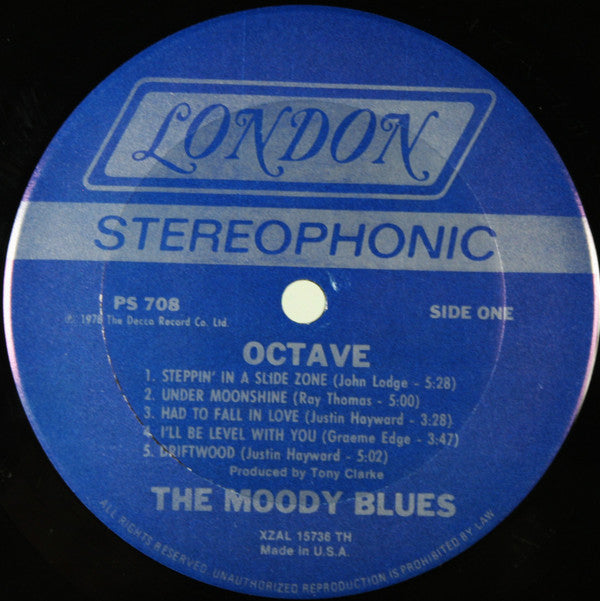 LONDON
STEREOPHONIC
PS 708
SIDE ONE
℗ 1978 The Decca Record Co. Ltd.
OCTAVE
1. STEPPIN' IN A SLIDE ZONE (John Lodge - 5:28)
2. UNDER MOONSHINE (Ray Thomas - 5:00)
3. HAD TO FALL IN LOVE (Justin Hayward - 3:28)
4. I'LL BE LEVEL WITH YOU (Graeme Edge - 3:47)
5. DRIFTWOOD (Justin Hayward - 5:02)
Produced by Tony Clarke
THE MOODY BLUES
XZAL 15736 TH
Made in U.S.A.
ALL RIGHTS RESERVED. UNAUTHORIZED REPRODUCTION IS PROHIBITED BY LAW